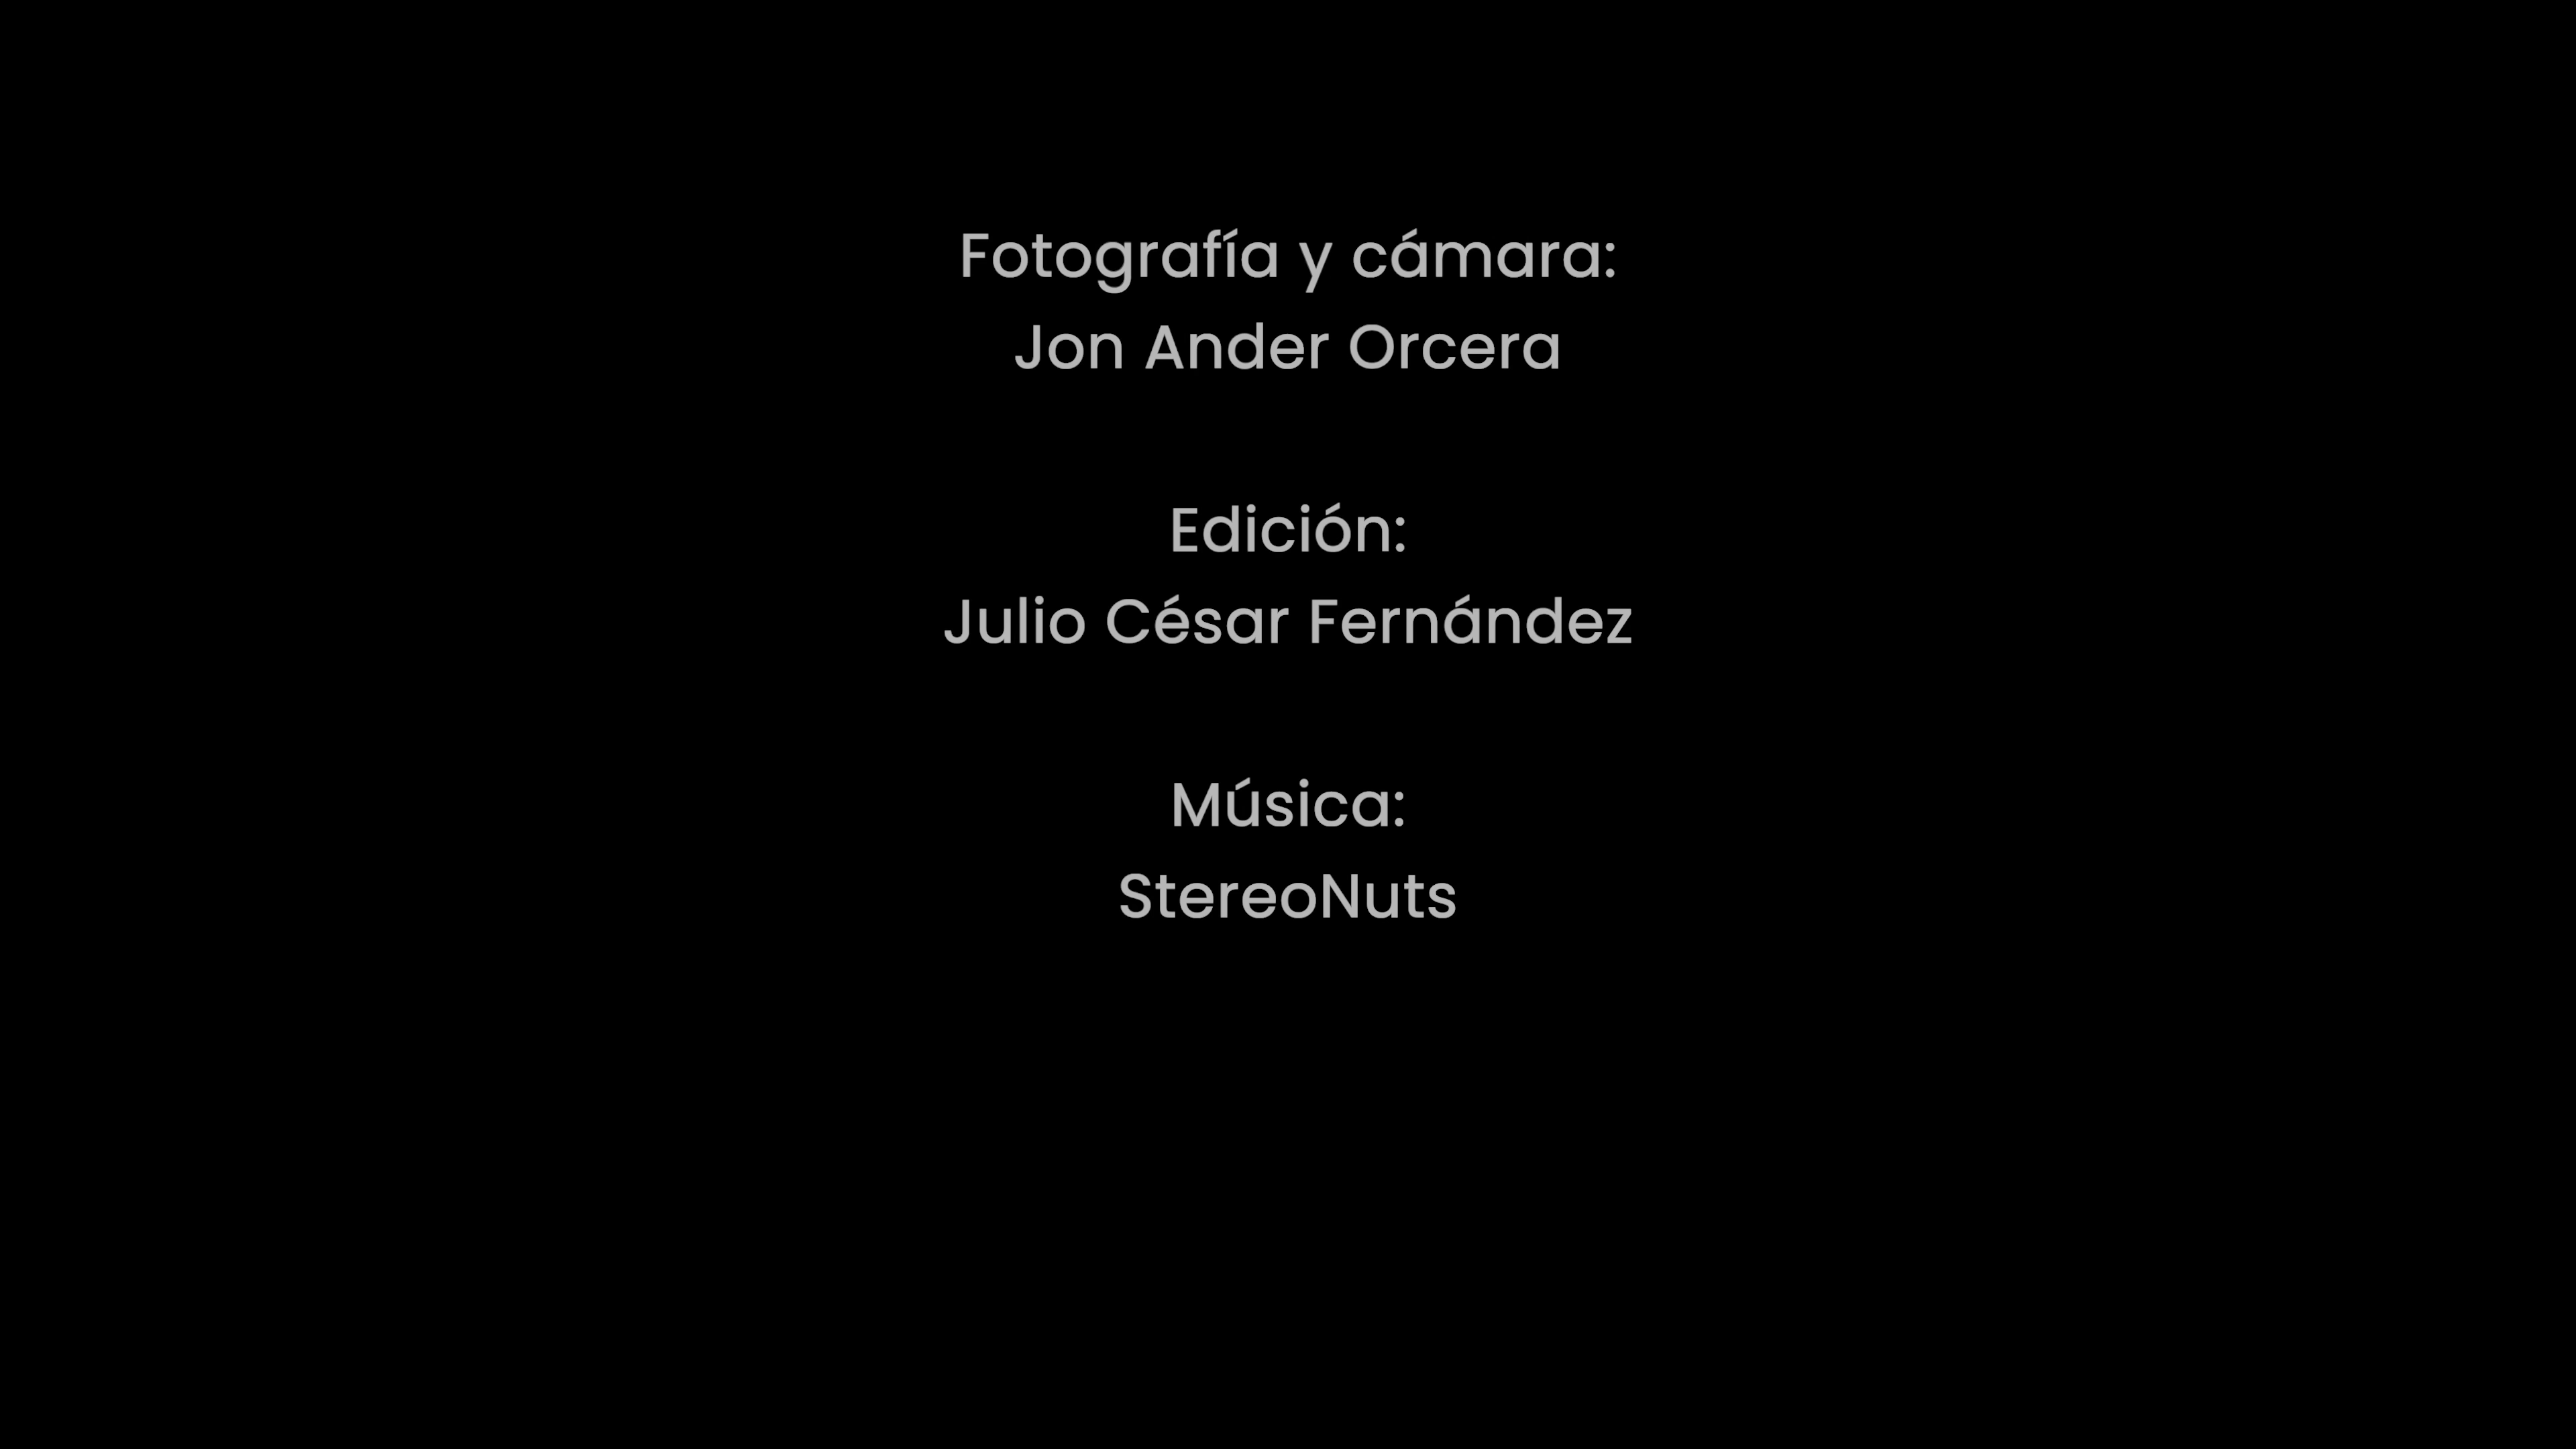 Fotografía y cámara:
Jon Ander Orcera
Edición:
Julio César Fernández
Música:
StereoNuts